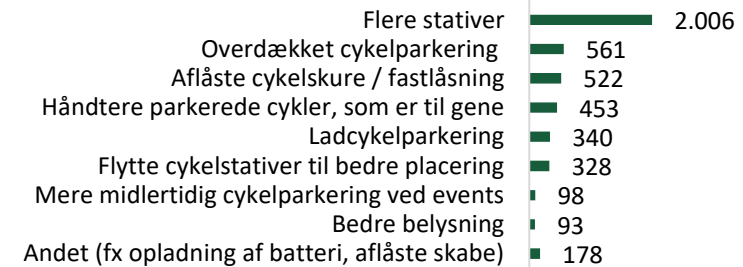 Flere stativer 2.006
Overdækket cykelparkering 561
Aflåste cykelskure / fastlåsning 522
Håndtere parkerede cykler, som er til gene 453
Ladcykelparkering 340
Flytte cykelstativer til bedre placering 328
Mere midlertidig cykelparkering ved events 98
Bedre belysning 93
Andet (fx opladning af batteri, aflåste skabe) 178